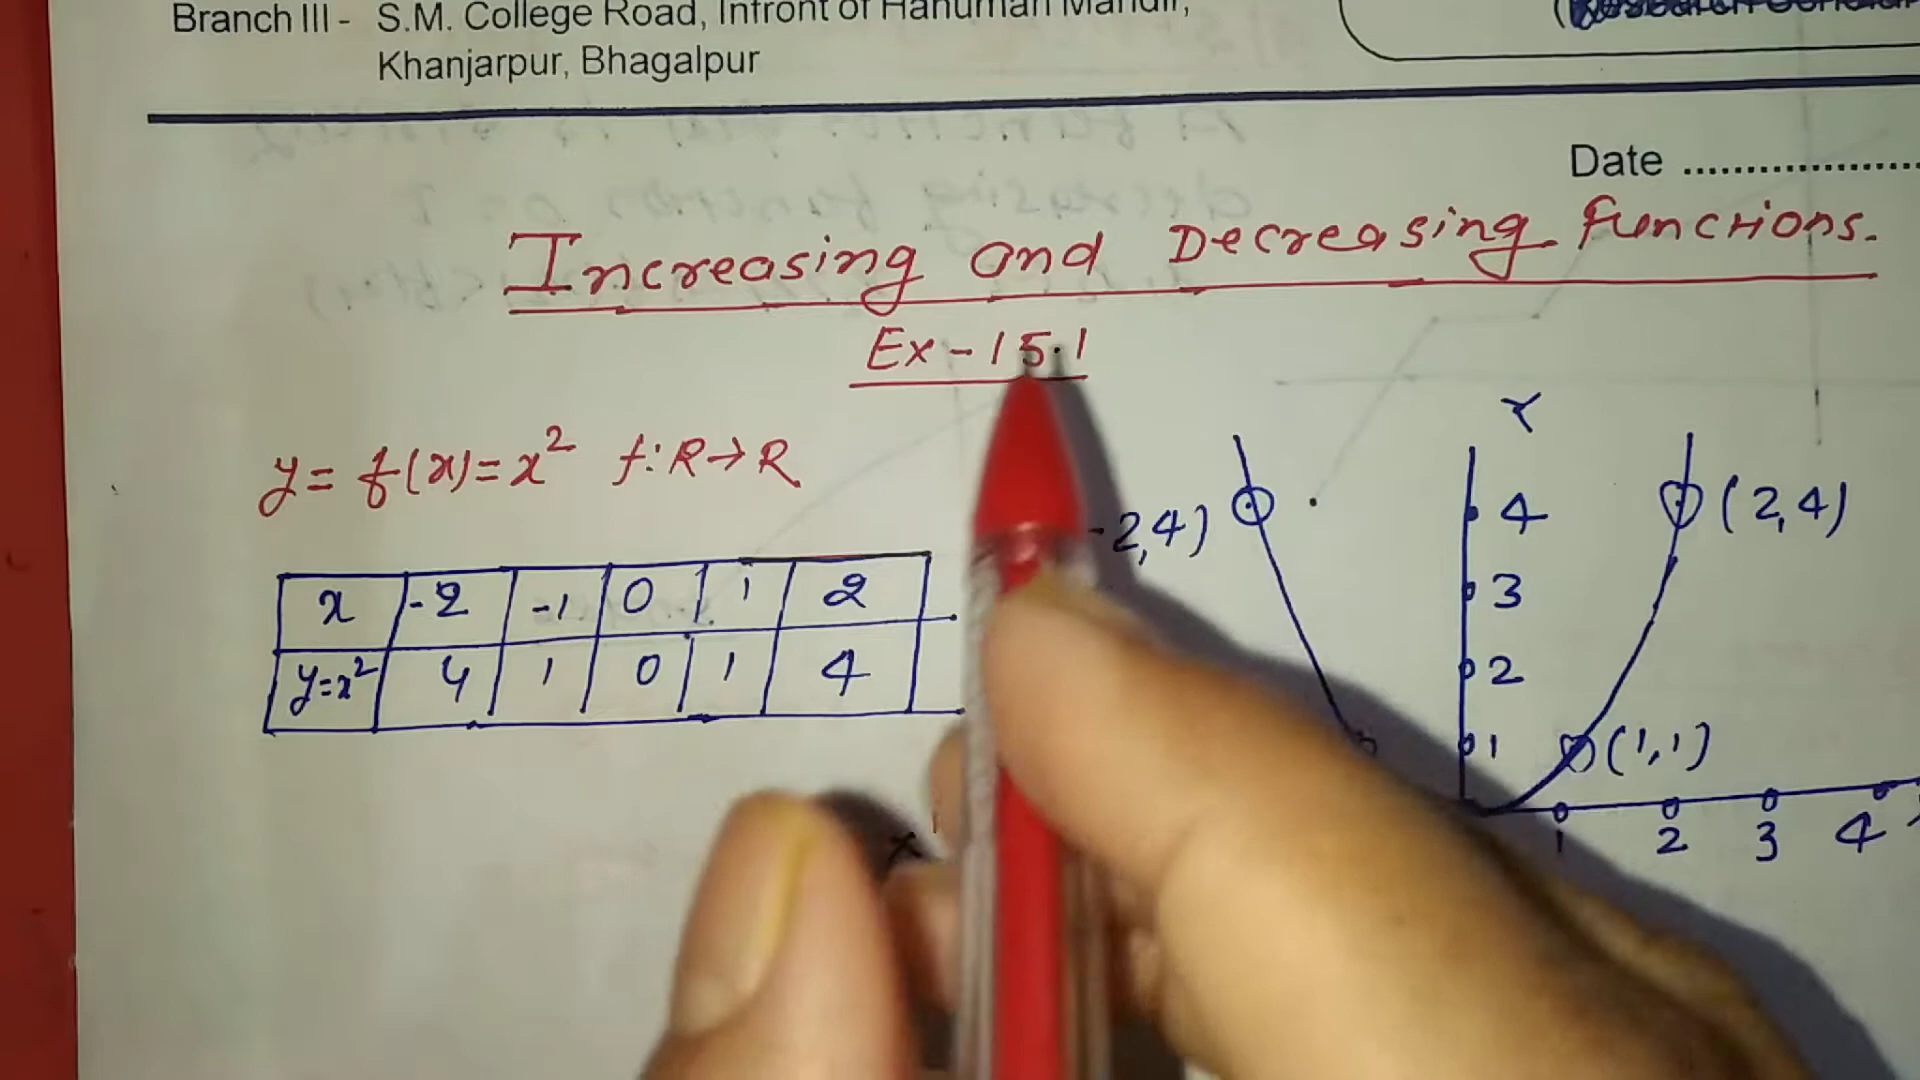 Branch III - S.M. College Road, Infront of Hanuman Mandir,
Khanjarpur, Bhagalpur
Date ....................
Increasing and Decreasing functions.
Ex - 15.1
y = f(x) = x² f: R → R
x -2 -1 0 1 2
y=x² 4 1 0 1 4
-2,4)
4
(2,4)
3
2
1
(1,1)
1 2 3 4